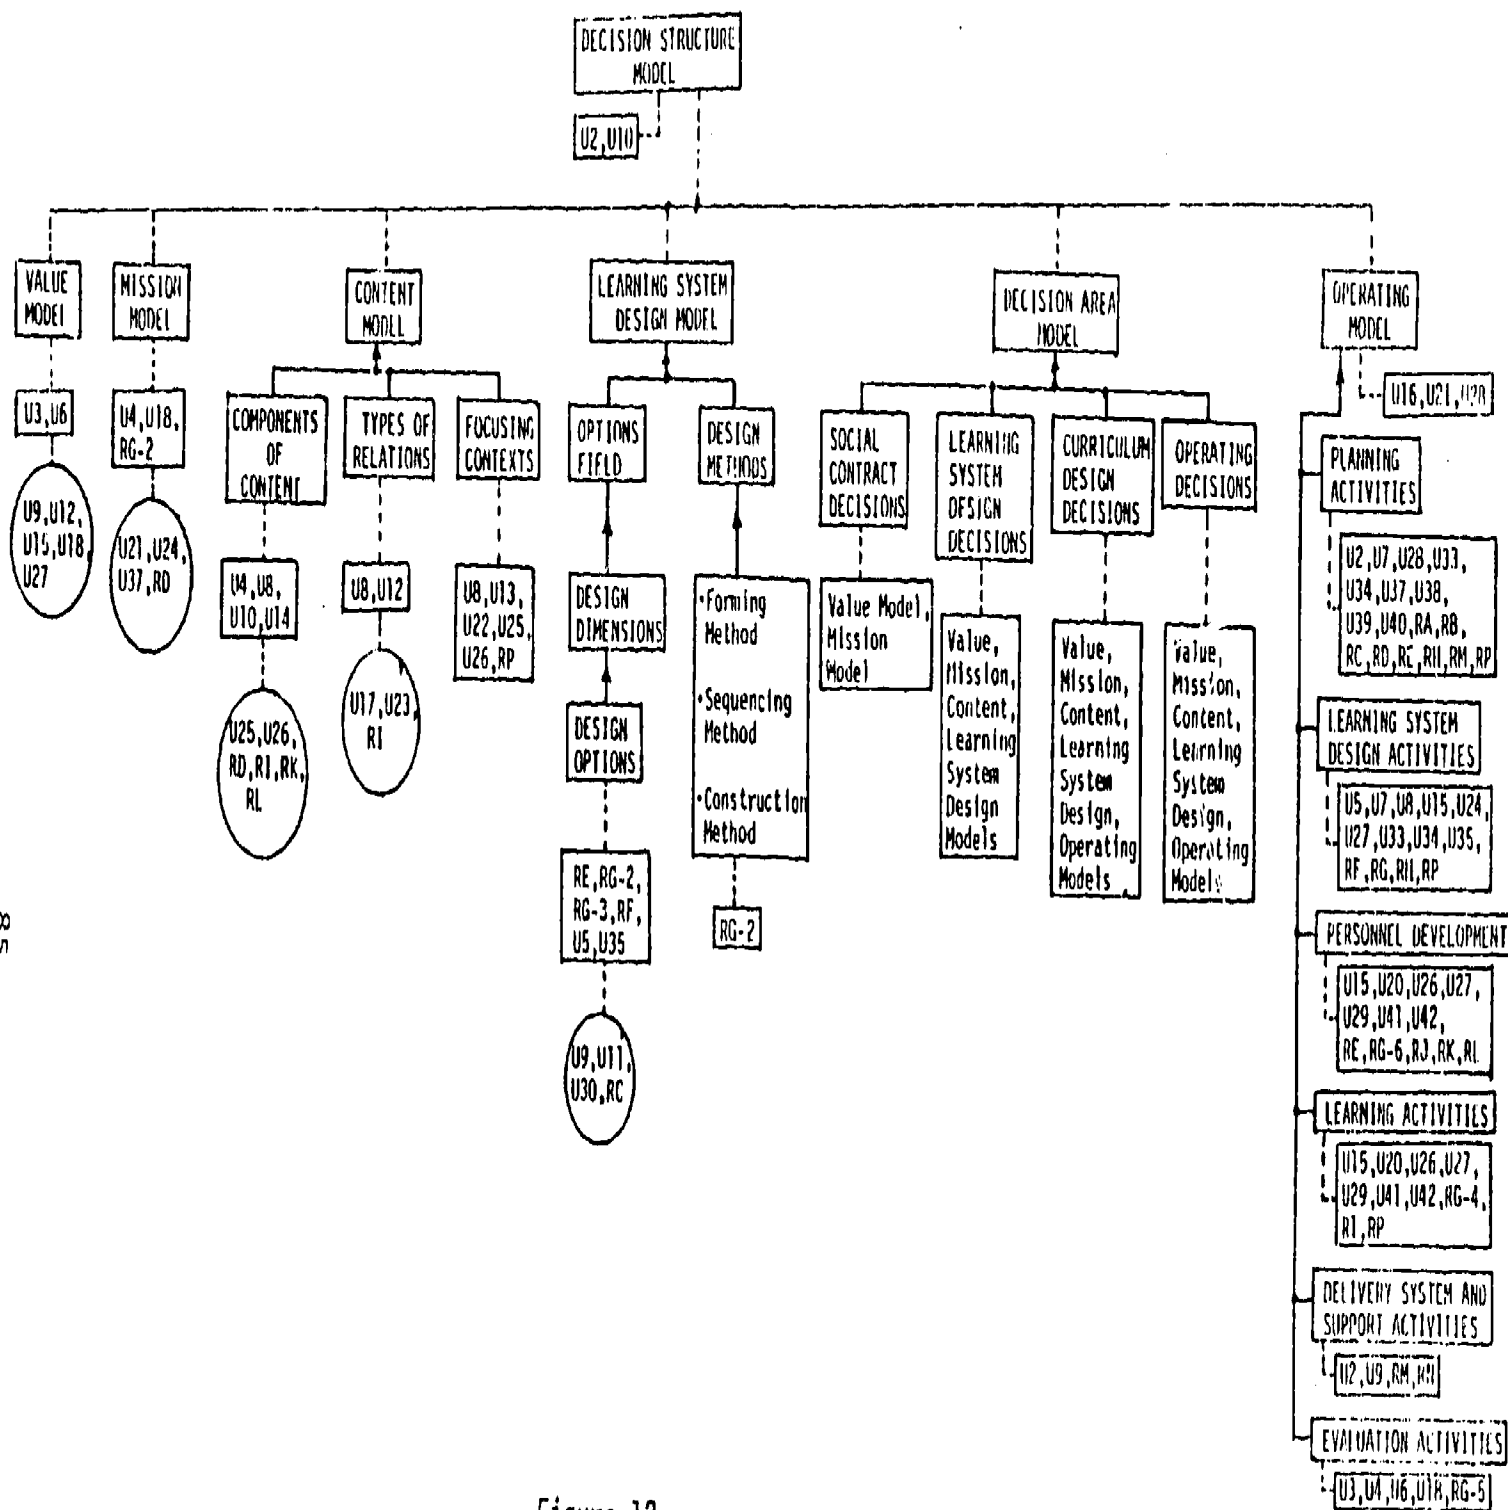 DECISION STRUCTURE
MODEL
U2,U10
VALUE
MODEL
U3,U6
U9,U12,
U15,U18,
U27
MISSION
MODEL
U4,U18,
RG-2
U21,U24,
U37,RD
CONTENT
MODEL
COMPONENTS
OF
CONTENT
U4,U8,
U10,U14
U25,U26,
RD,RI,RK,
RL
TYPES OF
RELATIONS
U8,U12
U17,U23,
RI
FOCUSING
CONTEXTS
U8,U13,
U22,U25,
U26,RP
LEARNING SYSTEM
DESIGN MODEL
OPTIONS
FIELD
DESIGN
DIMENSIONS
DESIGN
OPTIONS
RE,RG-2,
RG-3,RF,
U5,U35
U9,U11,
U30,RC
DESIGN
METHODS
•Forming
Method
•Sequencing
Method
•Construction
Method
RG-2
DECISION AREA
MODEL
SOCIAL
CONTRACT
DECISIONS
Value Model,
Mission
Model
LEARNING
SYSTEM
DESIGN
DECISIONS
Value,
Mission,
Content,
Learning
System
Design
Models
CURRICULUM
DESIGN
DECISIONS
Value,
Mission,
Content,
Learning
System
Design,
Operating
Models
OPERATING
DECISIONS
Value,
Mission,
Content,
Learning
System
Design,
Operating
Models
OPERATING
MODEL
U16,U21,
PLANNING
ACTIVITIES
U2,U7,U28,U33,
U34,U37,U38,
U39,U40,RA,RB,
RC,RD,RE,RH,RM,RP
LEARNING SYSTEM
DESIGN ACTIVITIES
U5,U7,U8,U15,U24,
U27,U33,U34,U35,
RF,RG,RH,RP
PERSONNEL DEVELOPMENT
U15,U20,U26,U27,
U29,U41,U42,
RE,RG-6,RJ,RK,RL
LEARNING ACTIVITIES
U15,U20,U26,U27,
U29,U41,U42,RG-4,
RI,RP
DELIVERY SYSTEM AND
SUPPORT ACTIVITIES
U2,U9,RM,
EVALUATION ACTIVITIES
U3,U4,U6,U18,RG-5
85